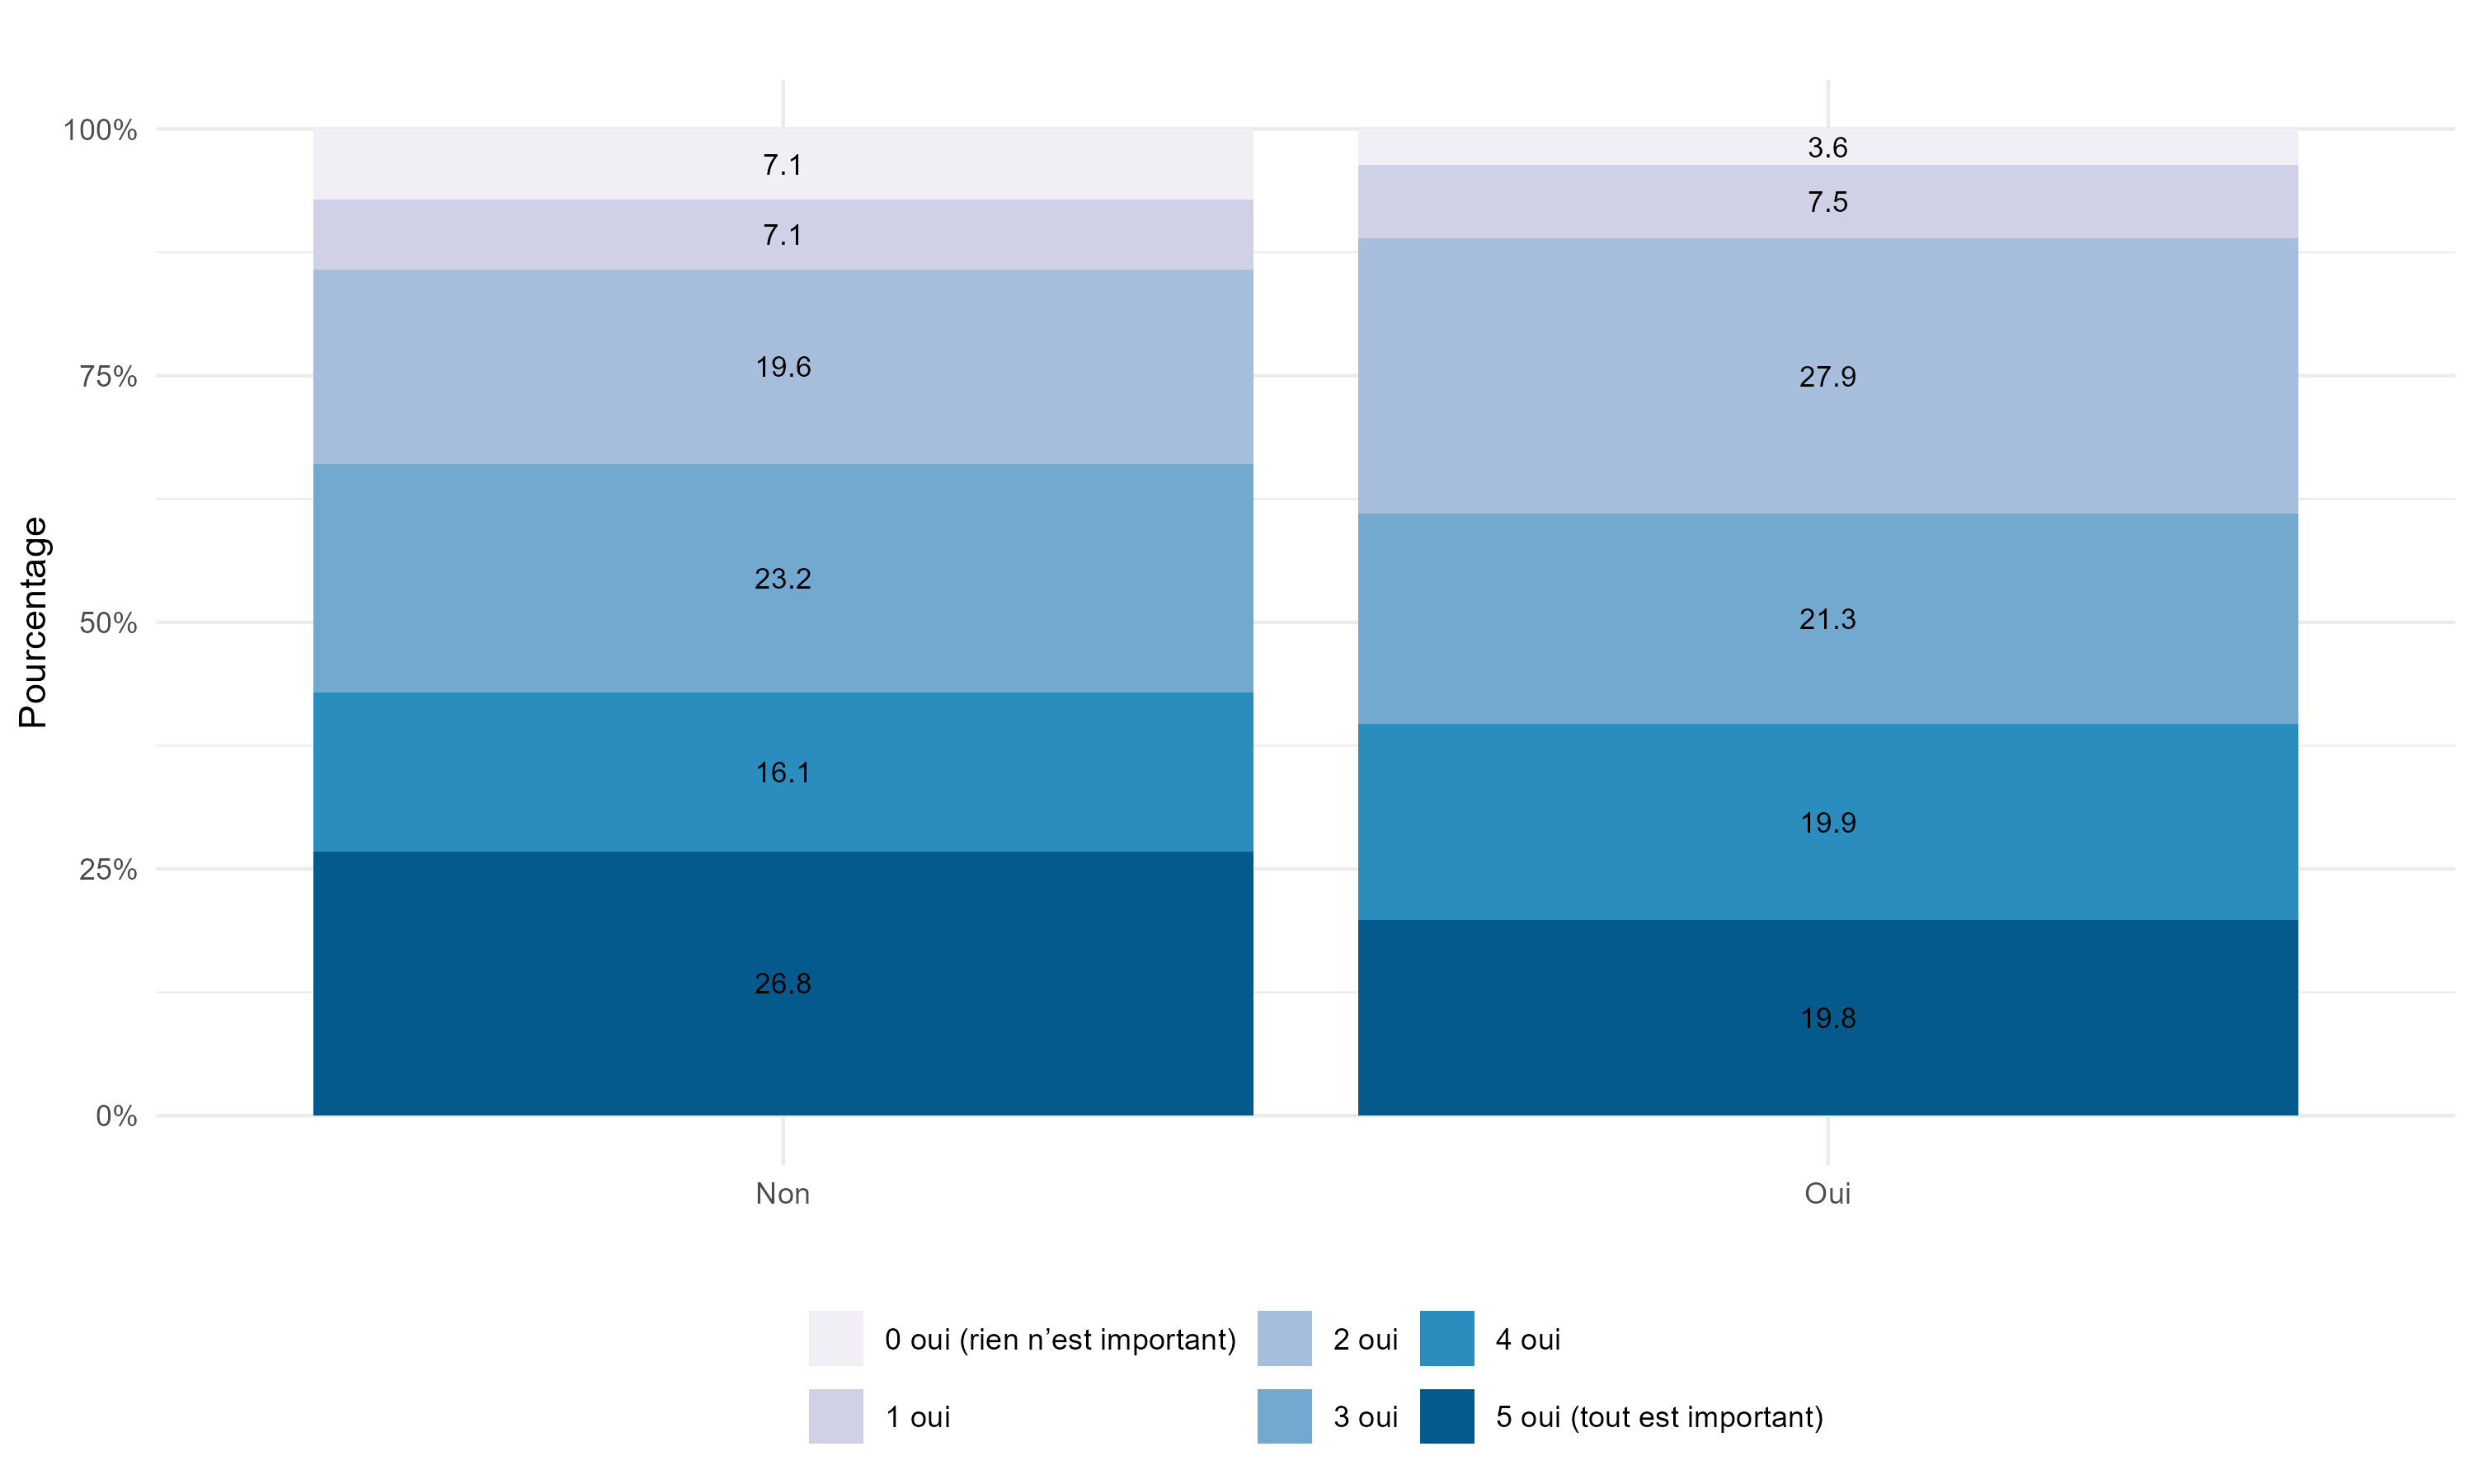 Pourcentage
100%
75%
50%
25%
0%
7.1
7.1
19.6
23.2
16.1
26.8
3.6
7.5
27.9
21.3
19.9
19.8
Non
Oui
0 oui (rien n’est important)
1 oui
2 oui
3 oui
4 oui
5 oui (tout est important)